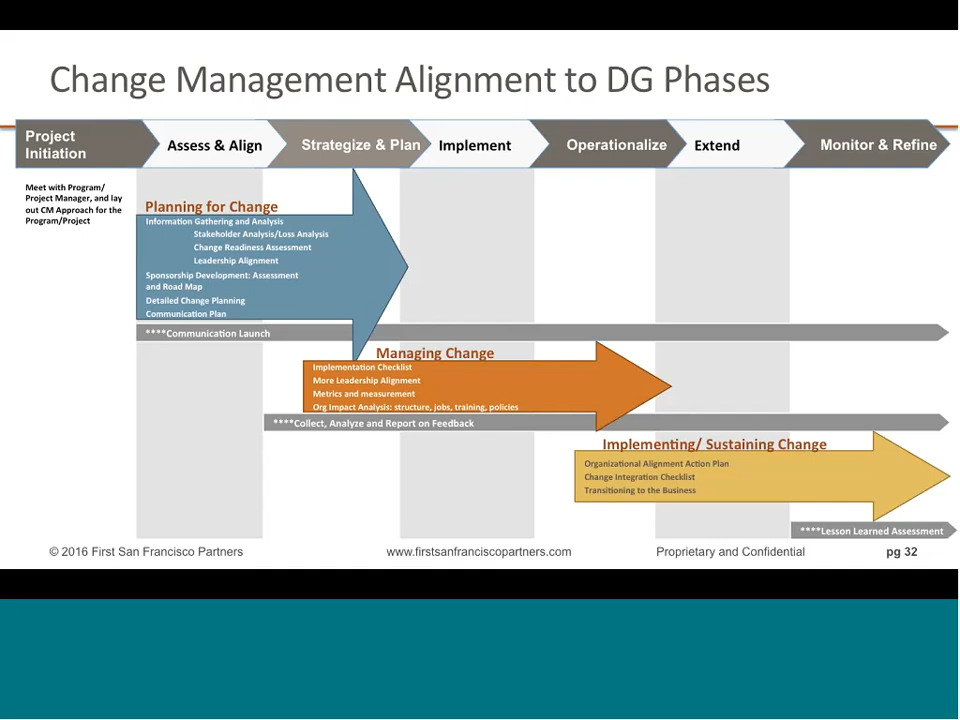 Change Management Alignment to DG Phases
Project
Initiation
Assess & Align
Strategize & Plan
Implement
Operationalize
Extend
Monitor & Refine
Meet with Program/
Project Manager, and lay
out CM Approach for the
Program/Project
Planning for Change
Information Gathering and Analysis
Stakeholder Analysis/Loss Analysis
Change Readiness Assessment
Leadership Alignment
Sponsorship Development: Assessment
and Road Map
Detailed Change Planning
Communication Plan
****Communication Launch
Managing Change
Implementation Checklist
More Leadership Alignment
Metrics and measurement
Org Impact Analysis: structure, jobs, training, policies
****Collect, Analyze and Report on Feedback
Implementing/ Sustaining Change
Organizational Alignment Action Plan
Change Integration Checklist
Transitioning to the Business
****Lesson Learned Assessment
© 2016 First San Francisco Partners
www.firstsanfranciscopartners.com
Proprietary and Confidential
pg 32